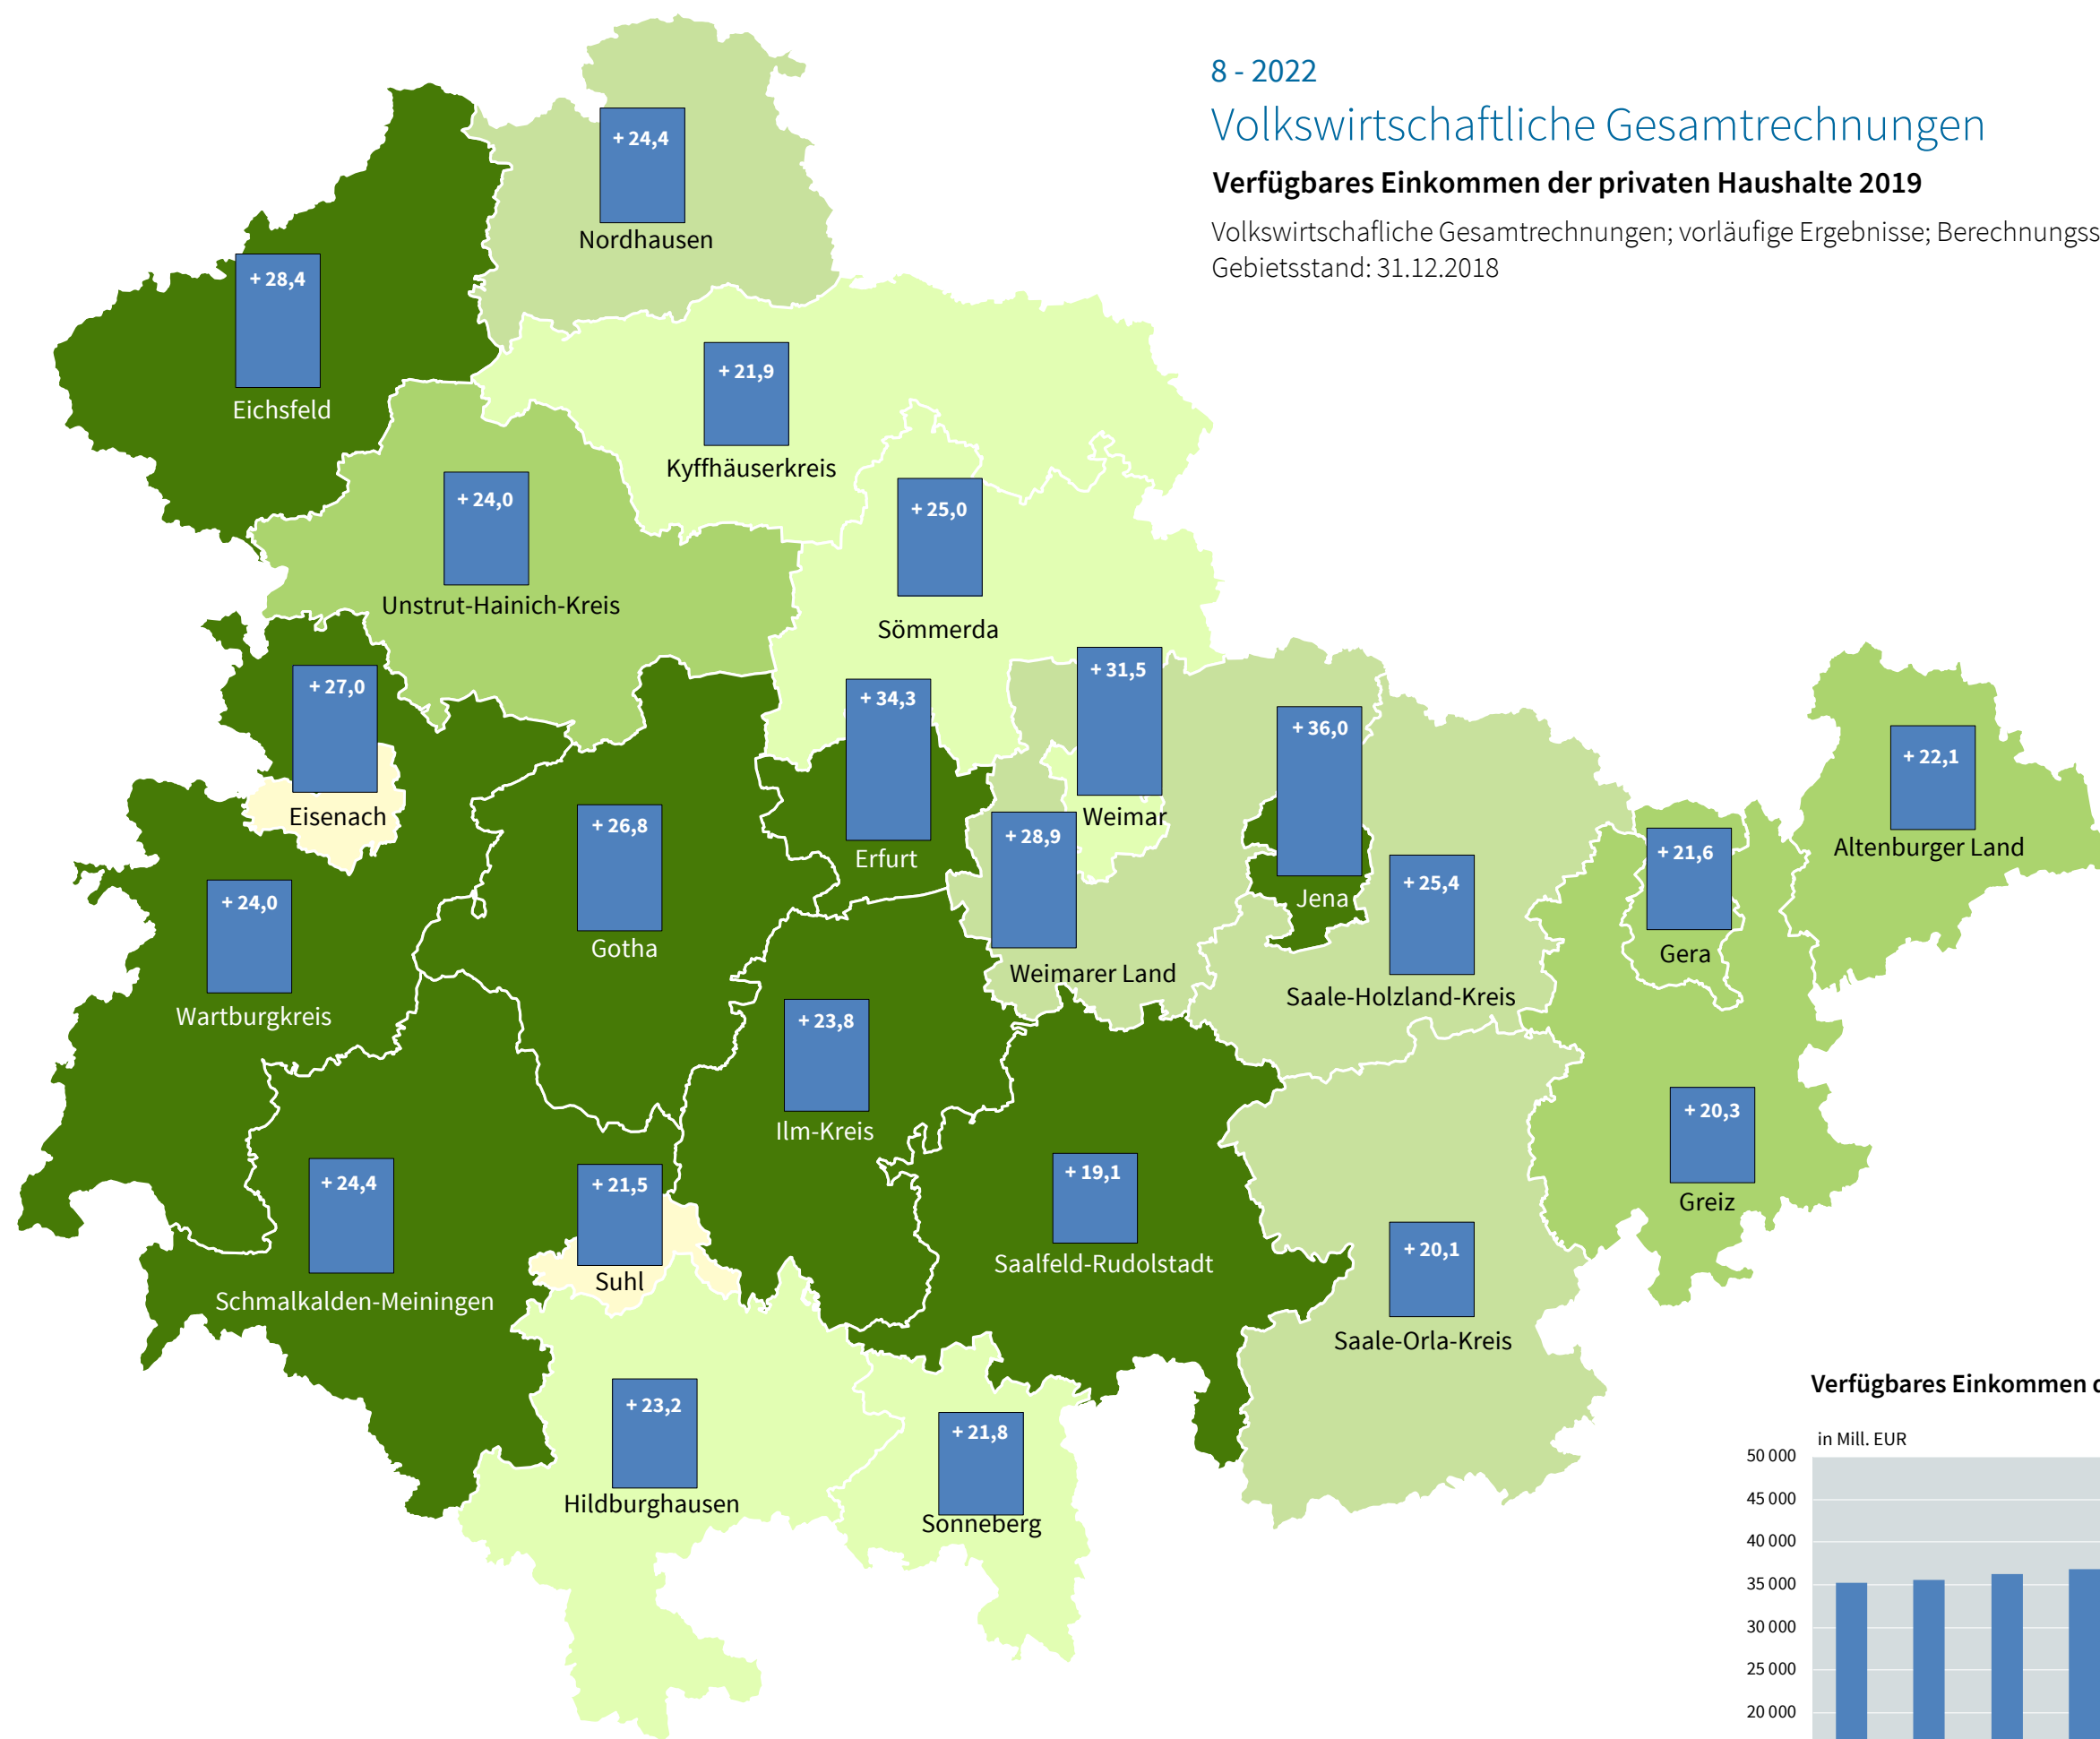 8 - 2022
Volkswirtschaftliche Gesamtrechnungen
Verfügbares Einkommen der privaten Haushalte 2019
Volkswirtschafliche Gesamtrechnungen; vorläufige Ergebnisse;
Gebietsstand: 31.12.2018
+ 24,4
Nordhausen
+ 28,4
Eichsfeld
+ 21,9
Kyffhäuserkreis
+ 24,0
Unstrut-Hainich-Kreis
+ 25,0
Sömmerda
+ 27,0
Eisenach
+ 34,3
Erfurt
+ 31,5
Weimar
+ 36,0
Jena
+ 22,1
Altenburger Land
+ 26,8
Gotha
+ 28,9
Weimarer Land
+ 25,4
Saale-Holzland-Kreis
+ 21,6
Gera
+ 24,0
Wartburgkreis
+ 23,8
Ilm-Kreis
+ 20,3
Greiz
+ 24,4
Schmalkalden-Meiningen
+ 21,5
Suhl
+ 19,1
Saalfeld-Rudolstadt
+ 20,1
Saale-Orla-Kreis
+ 23,2
Hildburghausen
+ 21,8
Sonneberg
Verfügbares Einkommen
in Mill. EUR
50 000
45 000
40 000
35 000
30 000
25 000
20 000